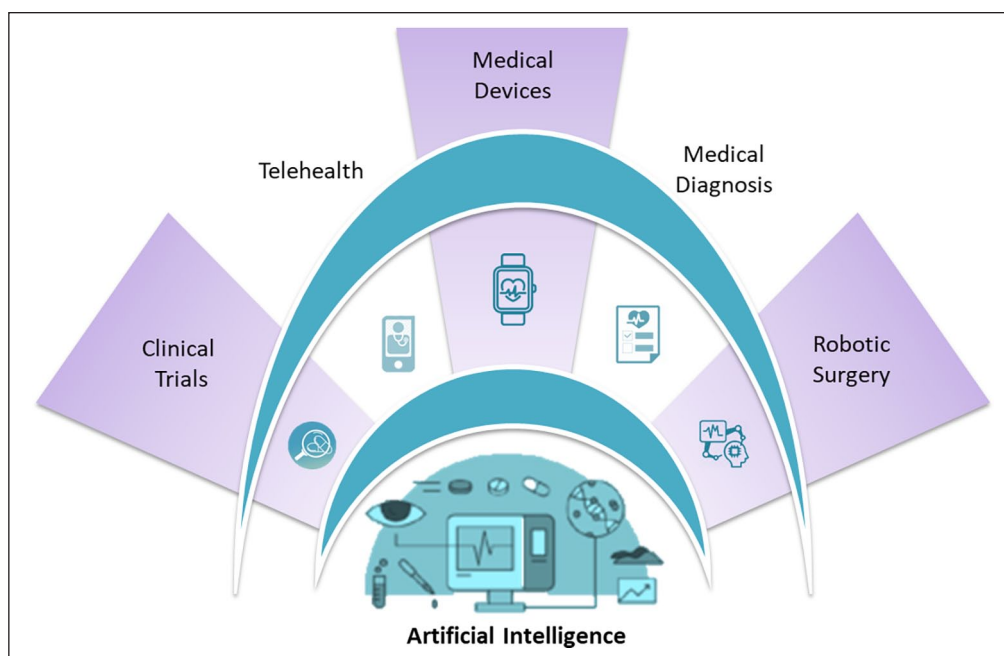 Medical
Devices
Telehealth
Medical
Diagnosis
Clinical
Trials
Robotic
Surgery
Artificial Intelligence